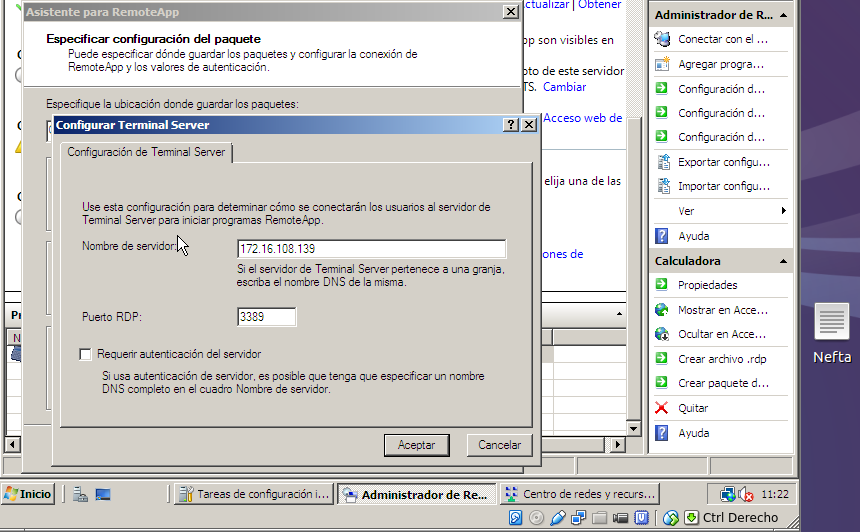 Asistente para RemoteApp
Especificar configuración del paquete
Puede especificar dónde guardar los paquetes y configurar la conexión de
RemoteApp y los valores de autenticación.
Especifique la ubicación donde guardar los paquetes:
Configurar Terminal Server
Configuración de Terminal Server
Use esta configuración para determinar cómo se conectarán los usuarios al servidor de
Terminal Server para iniciar programas RemoteApp.
Nombre de servidor:
172.16.108.139
Si el servidor de Terminal Server pertenece a una granja,
escriba el nombre DNS de la misma.
Puerto RDP:
3389
Requerir autenticación del servidor
Si usa autenticación de servidor, es posible que tenga que especificar un nombre
DNS completo en el cuadro Nombre de servidor.
Aceptar
Cancelar
ctualizar | Obtener
pp son visibles en
oto de este servidor
TS. Cambiar
Acceso web de
elija una de las
ones de
Administrador de R...
Conectar con el ...
Agregar progra...
Configuración d...
Configuración d...
Configuración d...
Exportar configu...
Importar configu...
Ver
Ayuda
Calculadora
Propiedades
Mostrar en Acce...
Ocultar en Acce...
Crear archivo .rdp
Crear paquete d...
Quitar
Ayuda
Nefta
Inicio
Tareas de configuración i...
Administrador de Re...
Centro de redes y recurs...
11:22
Ctrl Derecho